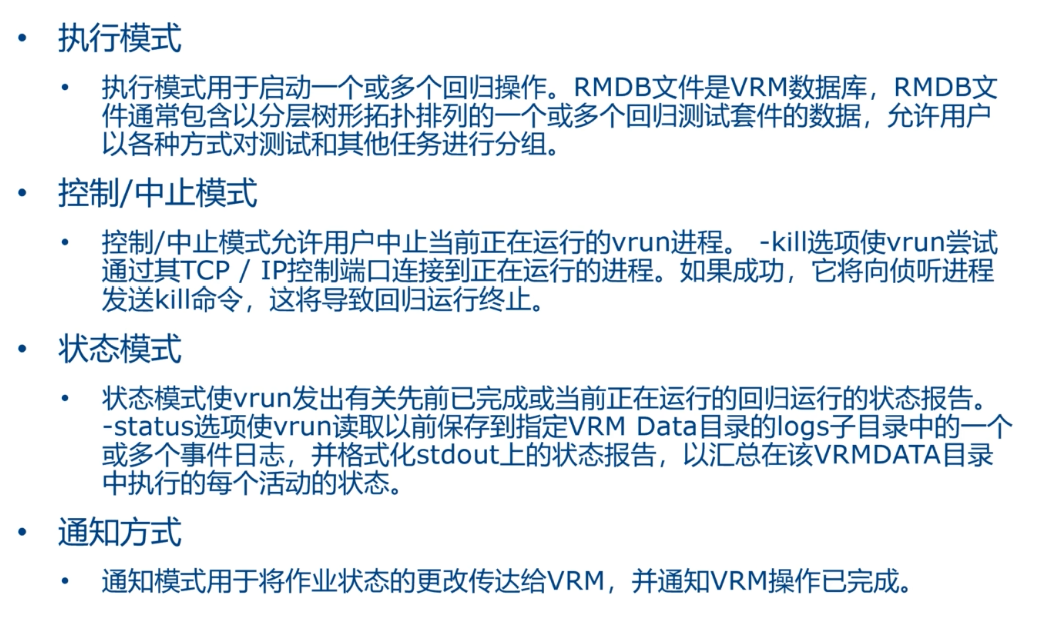 • 执行模式
• 执行模式用于启动一个或多个回归操作。RMDB文件是VRM数据库，RMDB文
件通常包含以分层树形拓扑排列的一个或多个回归测试套件的数据，允许用户
以各种方式对测试和其他任务进行分组。
• 控制/中止模式
• 控制/中止模式允许用户中止当前正在运行的vrun进程。 -kill选项使vrun尝试
通过其TCP / IP控制端口连接到正在运行的进程。如果成功，它将向侦听进程
发送kill命令，这将导致回归运行终止。
• 状态模式
• 状态模式使vrun发出有关先前已完成或当前正在运行的回归运行的状态报告。
-status选项使vrun读取以前保存到指定VRM Data目录的logs子目录中的一个
或多个事件日志，并格式化stdout上的状态报告，以汇总在该VRMDATA目录
中执行的每个活动的状态。
• 通知方式
• 通知模式用于将作业状态的更改传达给VRM，并通知VRM操作已完成。